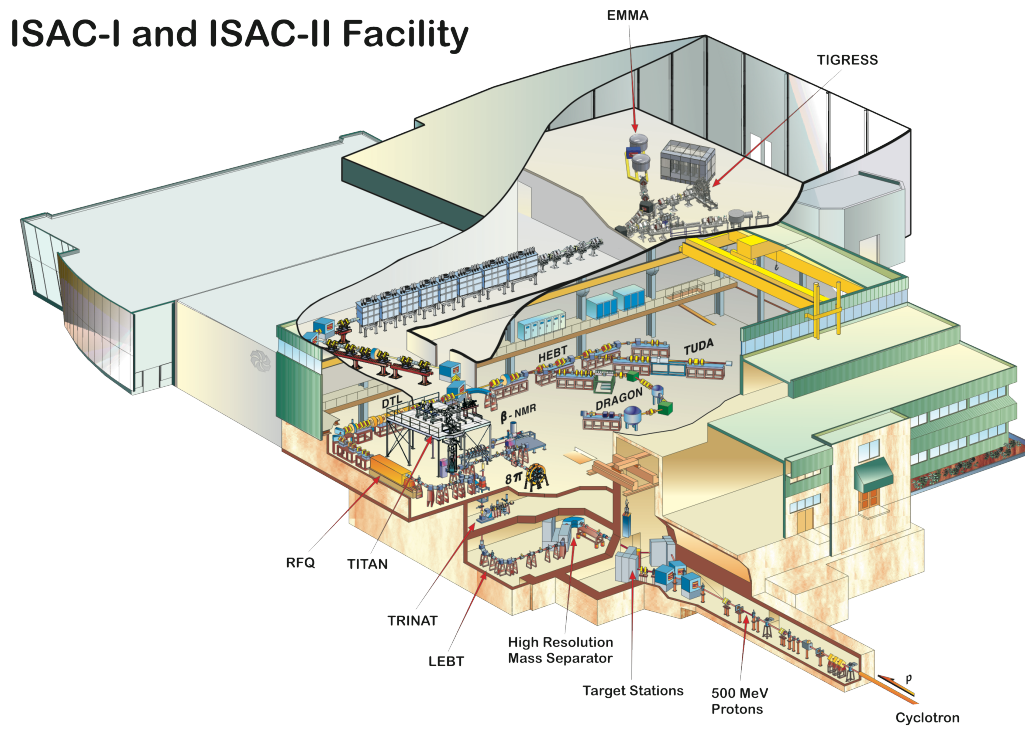 ISAC-I and ISAC-II Facility
EMMA
TIGRESS
HEBT
TUDA
DTL
β-NMR
DRAGON
8π
RFQ
TITAN
TRINAT
LEBT
High Resolution
Mass Separator
Target Stations
500 MeV
Protons
P
Cyclotron